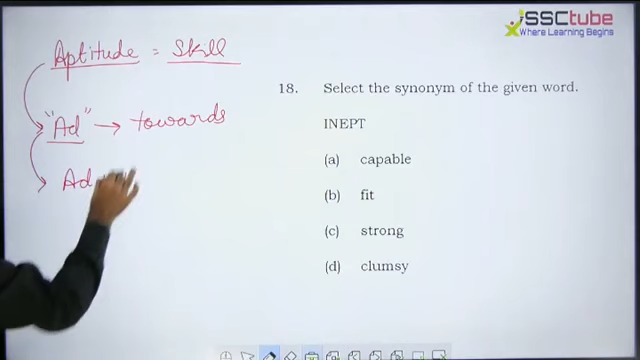 SSCtube
Where Learning Begins
Aptitude = Skill
"Ad" → towards
Ad
18. Select the synonym of the given word.
INEPT
(a) capable
(b) fit
(c) strong
(d) clumsy